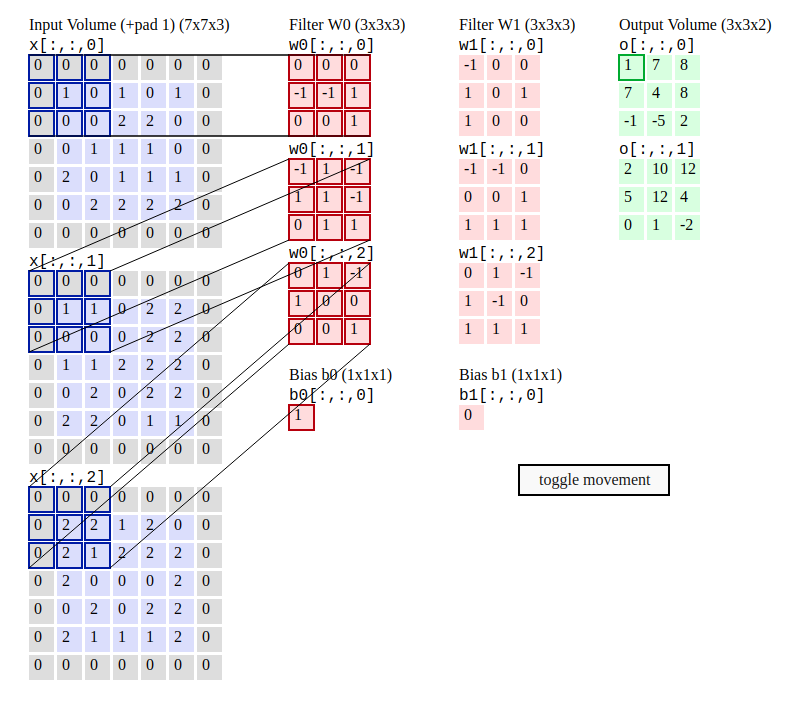 Input Volume (+pad 1) (7x7x3)
x[:,:,0]
0 0 0 0 0 0 0
0 1 0 1 0 1 0
0 0 0 2 2 0 0
0 0 1 1 1 0 0
0 2 0 1 1 1 0
0 0 2 2 2 2 0
0 0 0 0 0 0 0
x[:,:,1]
0 0 0 0 0 0 0
0 1 1 0 2 2 0
0 0 0 0 2 2 0
0 1 1 2 2 2 0
0 0 2 0 2 2 0
0 2 2 0 1 1 0
0 0 0 0 0 0 0
x[:,:,2]
0 0 0 0 0 0 0
0 2 2 1 2 0 0
0 2 1 2 2 2 0
0 2 0 0 0 2 0
0 0 2 0 2 2 0
0 2 1 1 1 2 0
0 0 0 0 0 0 0
Filter W0 (3x3x3)
w0[:,:,0]
0 0 0
-1 -1 1
0 0 1
w0[:,:,1]
-1 1 -1
1 1 -1
0 1 1
w0[:,:,2]
0 1 -1
1 0 0
0 0 1
Bias b0 (1x1x1)
b0[:,:,0]
1
Filter W1 (3x3x3)
w1[:,:,0]
-1 0 0
1 0 1
1 0 0
w1[:,:,1]
-1 -1 0
0 0 1
1 1 1
w1[:,:,2]
0 1 -1
1 -1 0
1 1 1
Bias b1 (1x1x1)
b1[:,:,0]
0
Output Volume (3x3x2)
o[:,:,0]
1 7 8
7 4 8
-1 -5 2
o[:,:,1]
2 10 12
5 12 4
0 1 -2
toggle movement